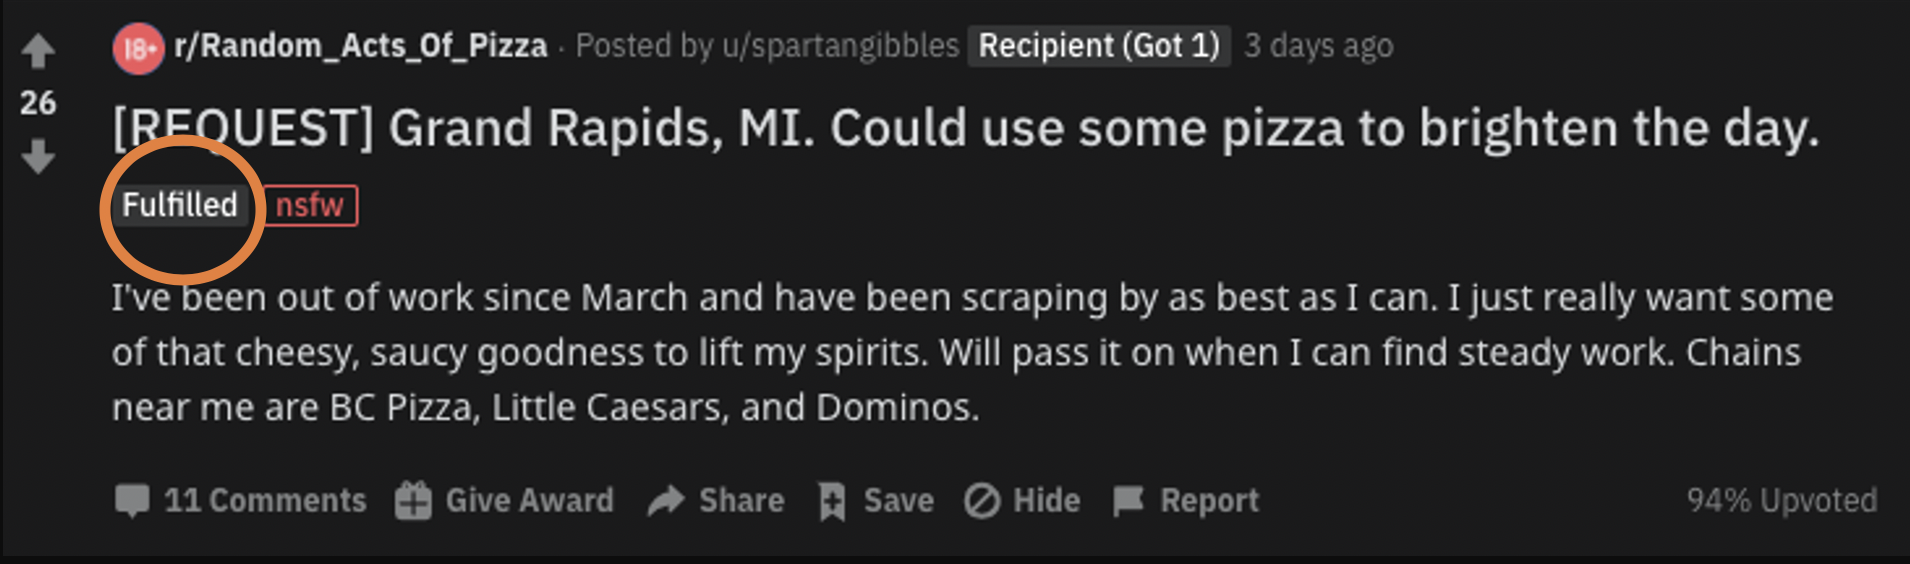 18+ r/Random_Acts_Of_Pizza · Posted by u/spartangibbles Recipient (Got 1) 3 days ago
26
[REQUEST] Grand Rapids, MI. Could use some pizza to brighten the day.
Fulfilled nsfw
I've been out of work since March and have been scraping by as best as I can. I just really want some
of that cheesy, saucy goodness to lift my spirits. Will pass it on when I can find steady work. Chains
near me are BC Pizza, Little Caesars, and Dominos.
11 Comments Give Award Share Save Hide Report 94% Upvoted